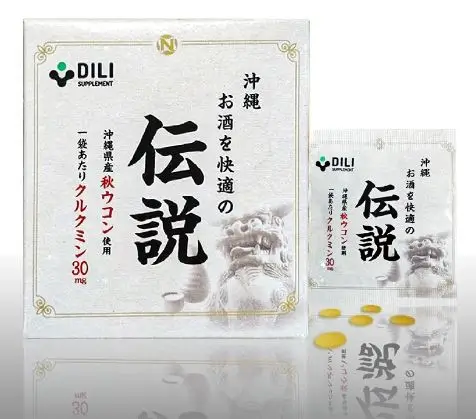 N
DILI
SUPPLEMENT
沖縄
お酒を快適の
伝説
沖縄県産秋ウコン使用
一袋あたりクルクミン30mg
DILI
SUPPLEMENT
沖縄
お酒を快適の
伝説
沖縄県産秋ウコン使用
一袋あたりクルクミン30mg